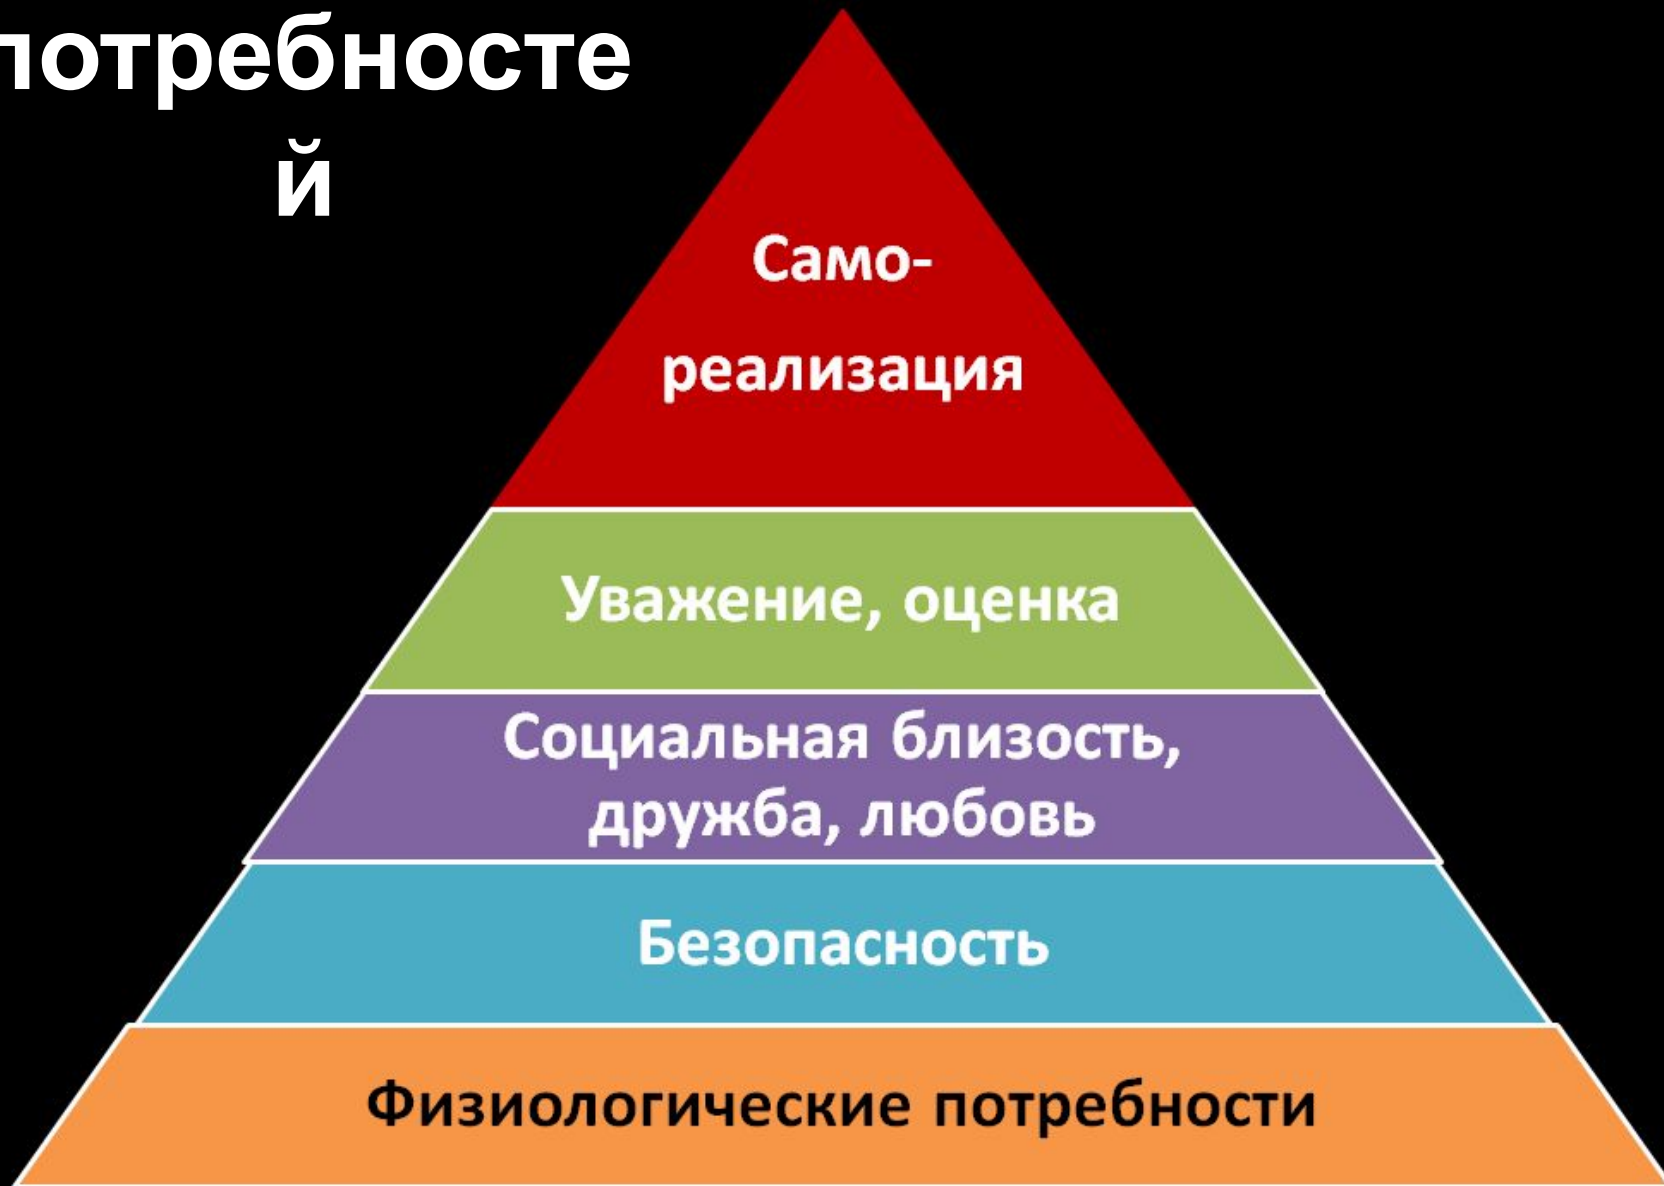 потребносте
й
Само-
реализация
Уважение, оценка
Социальная близость,
дружба, любовь
Безопасность
Физиологические потребности